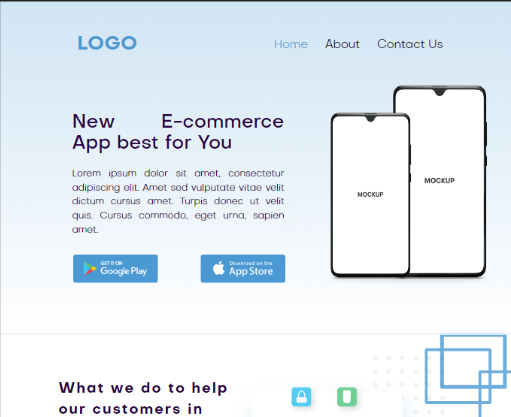 LOGO
Home About Contact Us
New E-commerce
App best for You
Lorem ipsum dolor sit amet, consectetur
adipiscing elit. Amet sed vulputate vitae velit
dictum cursus amet. Turpis donec ut velit
quis. Cursus commodo, eget urna, sapien
amet.
MOCKUP
MOCKUP
GET IT ON
Google Play
Download on the
App Store
What we do to help
our customers in